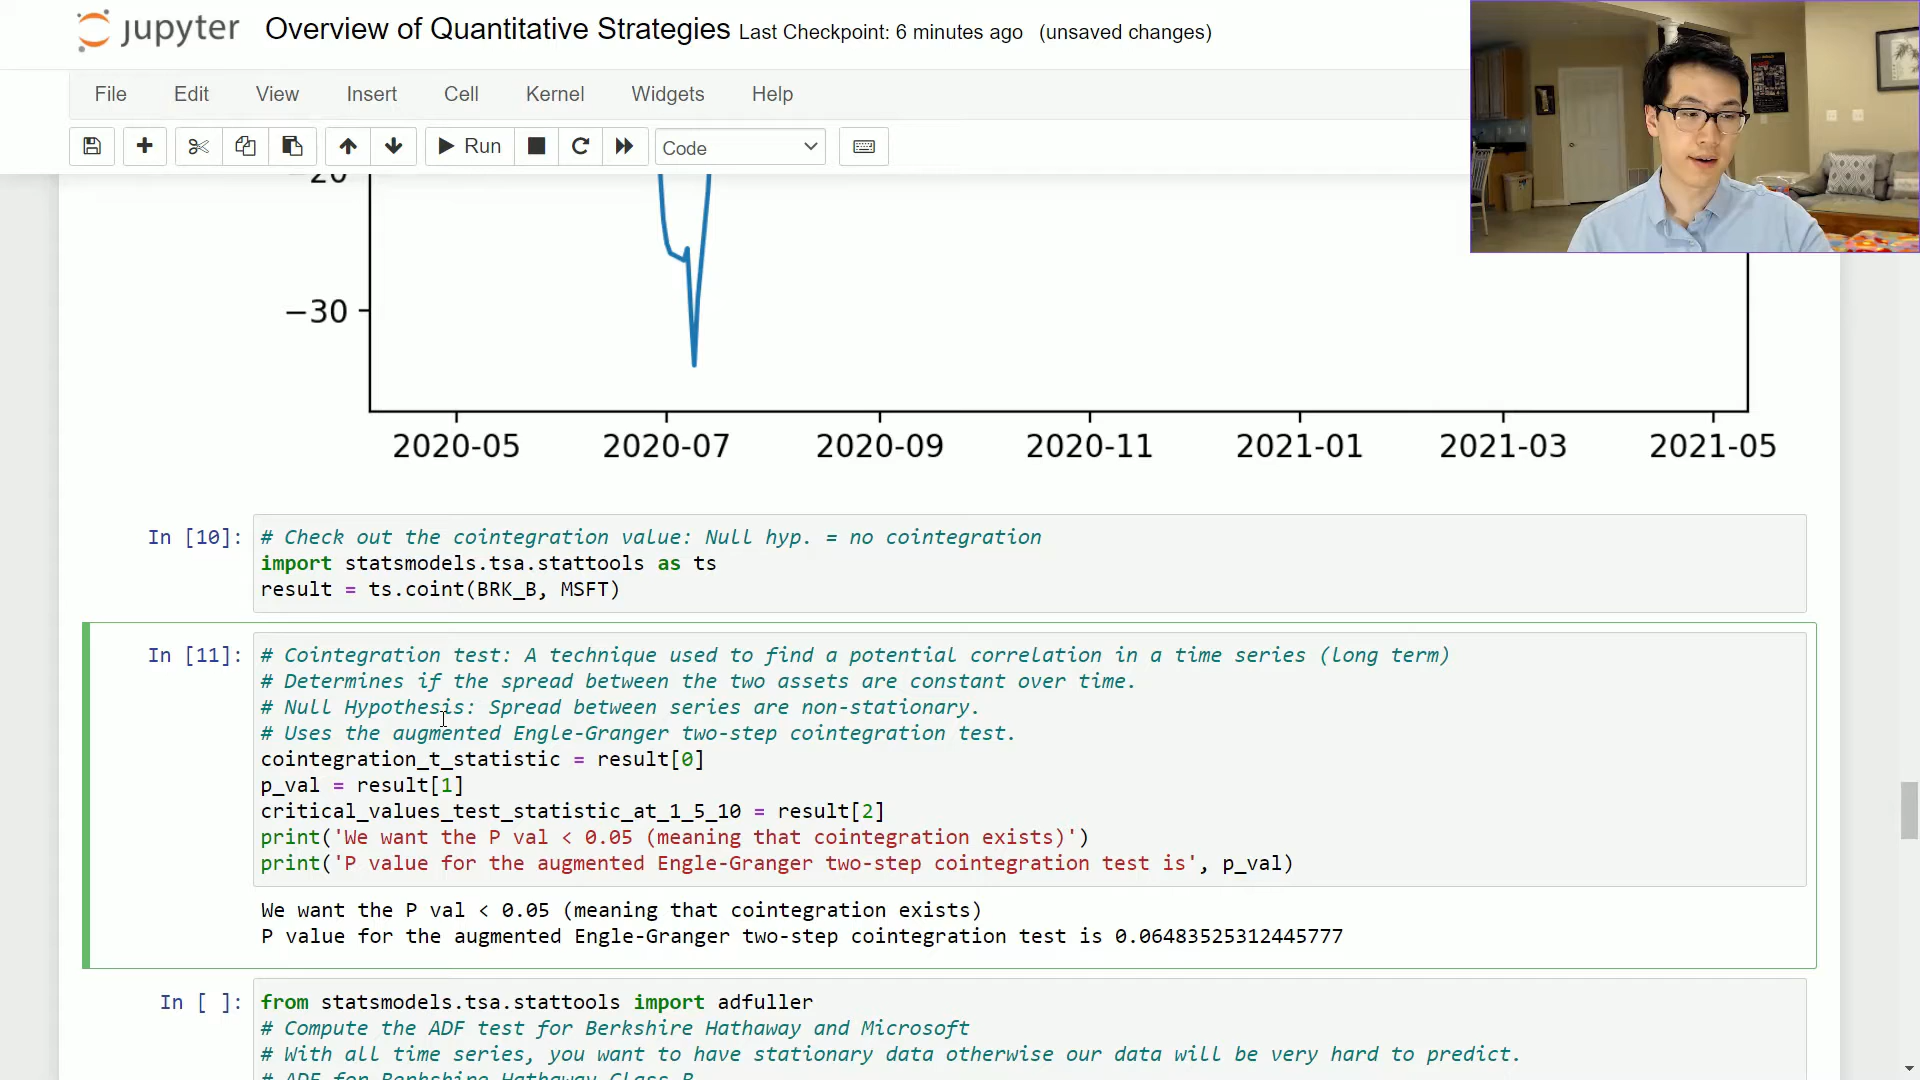 jupyter Overview of Quantitative Strategies Last Checkpoint: 6 minutes ago (unsaved changes)
File Edit View Insert Cell Kernel Widgets Help
Run Code
−20
−30
2020-05 2020-07 2020-09 2020-11 2021-01 2021-03 2021-05
In [10]: # Check out the cointegration value: Null hyp. = no cointegration
import statsmodels.tsa.stattools as ts
result = ts.coint(BRK_B, MSFT)
In [11]: # Cointegration test: A technique used to find a potential correlation in a time series (long term)
# Determines if the spread between the two assets are constant over time.
# Null Hypothesis: Spread between series are non-stationary.
# Uses the augmented Engle-Granger two-step cointegration test.
cointegration_t_statistic = result[0]
p_val = result[1]
critical_values_test_statistic_at_1_5_10 = result[2]
print('We want the P val < 0.05 (meaning that cointegration exists)')
print('P value for the augmented Engle-Granger two-step cointegration test is', p_val)
We want the P val < 0.05 (meaning that cointegration exists)
P value for the augmented Engle-Granger two-step cointegration test is 0.06483525312445777
In [ ]: from statsmodels.tsa.stattools import adfuller
# Compute the ADF test for Berkshire Hathaway and Microsoft
# With all time series, you want to have stationary data otherwise our data will be very hard to predict.
# ADF for Berkshire Hathaway Class B